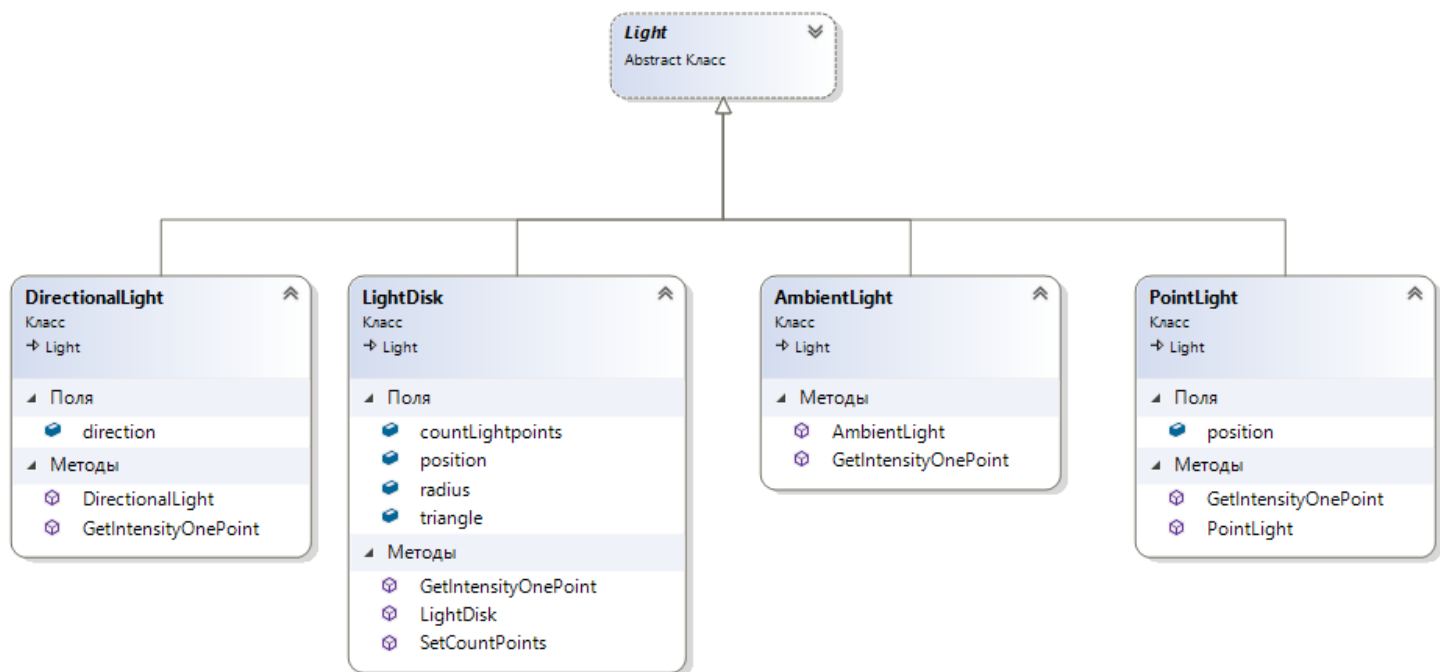 Light
Abstract Класс
DirectionalLight
Класс
Light
Поля
direction
Методы
DirectionalLight
GetIntensityOnePoint
LightDisk
Класс
Light
Поля
countLightpoints
position
radius
triangle
Методы
GetIntensityOnePoint
LightDisk
SetCountPoints
AmbientLight
Класс
Light
Методы
AmbientLight
GetIntensityOnePoint
PointLight
Класс
Light
Поля
position
Методы
GetIntensityOnePoint
PointLight